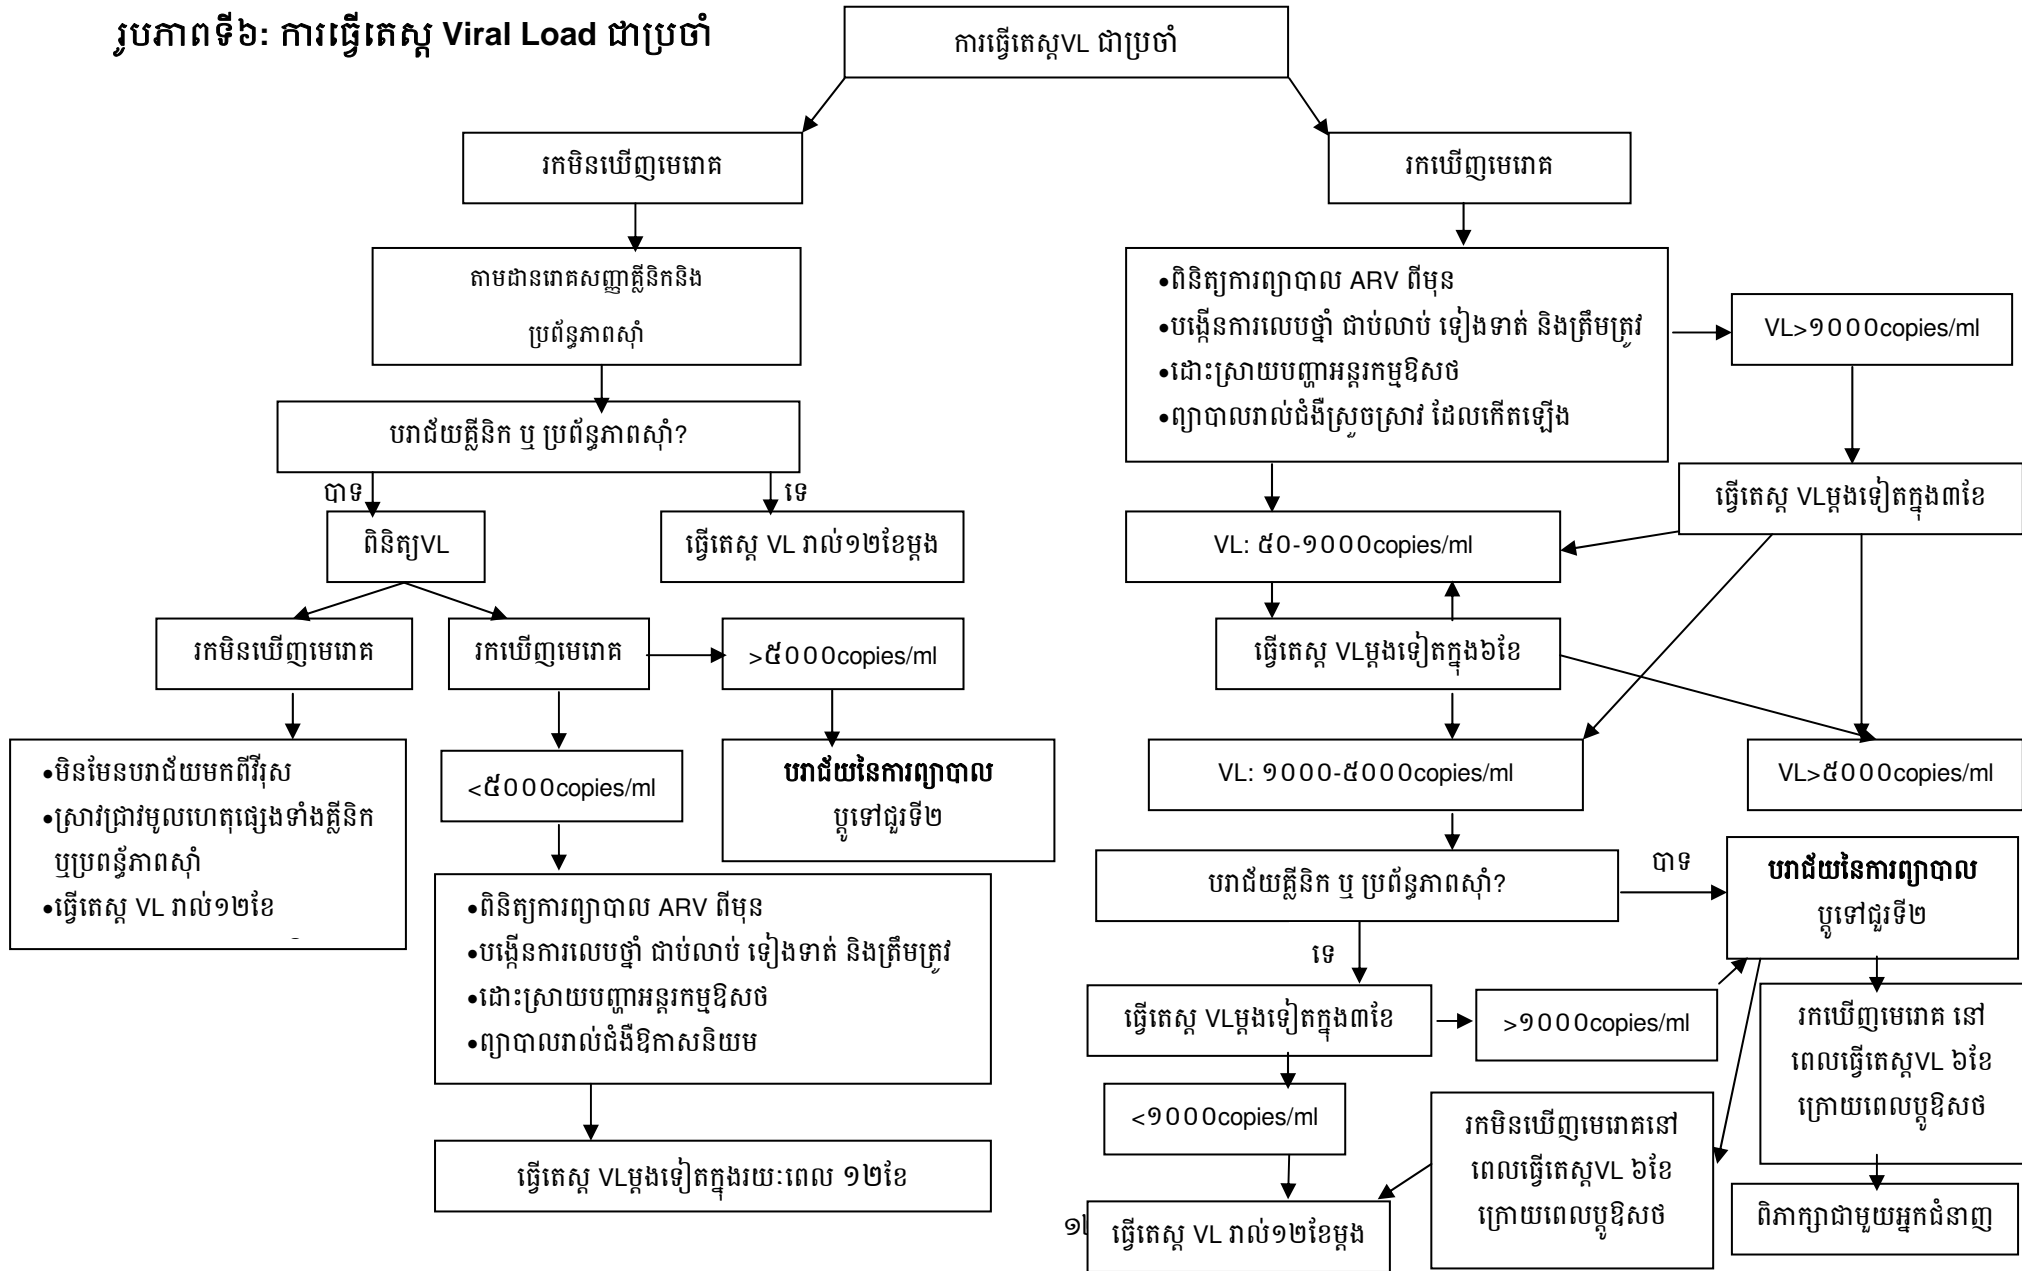 រូបភាពទី៦: ការធ្វើតេស្ត Viral Load ជាប្រចាំ
ការធ្វើតេស្តVL ជាប្រចាំ
រកមិនឃើញមេរោគ
តាមដានរោគសញ្ញាគ្លីនិកនិង
ប្រព័ន្ធភាពស៊ាំ
បរាជ័យគ្លីនិក ឬ ប្រព័ន្ធភាពស៊ាំ?
បាទ
ទេ
ពិនិត្យVL
ធ្វើតេស្ត VL រាល់១២ខែម្តង
រកមិនឃើញមេរោគ
រកឃើញមេរោគ
>៥០០០copies/ml
•មិនមែនបរាជ័យមកពីវីរុស
•ស្រាវជ្រាវមូលហេតុផ្សេងទាំងគ្លីនិក
ឬប្រពន្ធ័ភាពស៊ាំ
•ធ្វើតេស្ត VL រាល់១២ខែ
<៥០០០copies/ml
បរាជ័យនៃការព្យាបាល
ប្តូទៅជួរទី២
•ពិនិត្យការព្យាបាល ARV ពីមុន
•បង្កើនការលេបថ្នាំ ជាប់លាប់ ទៀងទាត់ និងត្រឹមត្រូវ
•ដោះស្រាយបញ្ហាអន្តរកម្មឱសថ
•ព្យាបាលរាល់ជំងឺឱកាសនិយម
ធ្វើតេស្ត VLម្តងទៀតក្នុងរយៈពេល ១២ខែ
រកឃើញមេរោគ
•ពិនិត្យការព្យាបាល ARV ពីមុន
•បង្កើនការលេបថ្នាំ ជាប់លាប់ ទៀងទាត់ និងត្រឹមត្រូវ
•ដោះស្រាយបញ្ហាអន្តរកម្មឱសថ
•ព្យាបាលរាល់ជំងឺស្រួចស្រាវ ដែលកើតឡើង
VL>១០០០copies/ml
ធ្វើតេស្ត VLម្តងទៀតក្នុង៣ខែ
VL: ៥០-១០០០copies/ml
ធ្វើតេស្ត VLម្តងទៀតក្នុង៦ខែ
VL: ១០០០-៥០០០copies/ml
VL>៥០០០copies/ml
បរាជ័យគ្លីនិក ឬ ប្រព័ន្ធភាពស៊ាំ?
បាទ
បរាជ័យនៃការព្យាបាល
ប្តូទៅជួរទី២
ទេ
ធ្វើតេស្ត VLម្តងទៀតក្នុង៣ខែ
>១០០០copies/ml
រកឃើញមេរោគ នៅ
ពេលធ្វើតេស្តVL ៦ខែ
ក្រោយពេលប្តូឱសថ
<១០០០copies/ml
រកមិនឃើញមេរោគនៅ
ពេលធ្វើតេស្តVL ៦ខែ
ក្រោយពេលប្តូឱសថ
ធ្វើតេស្ត VL រាល់១២ខែម្តង
ពិភាក្សាជាមួយអ្នកជំនាញ